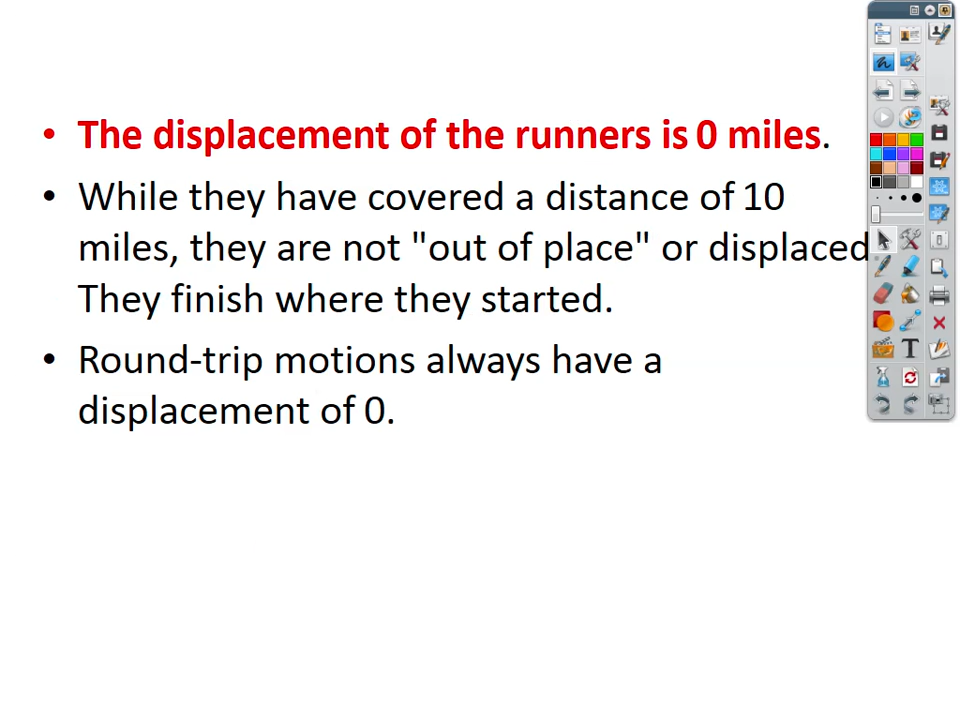 • The displacement of the runners is 0 miles.
• While they have covered a distance of 10
miles, they are not "out of place" or displaced
They finish where they started.
• Round-trip motions always have a
displacement of 0.
T